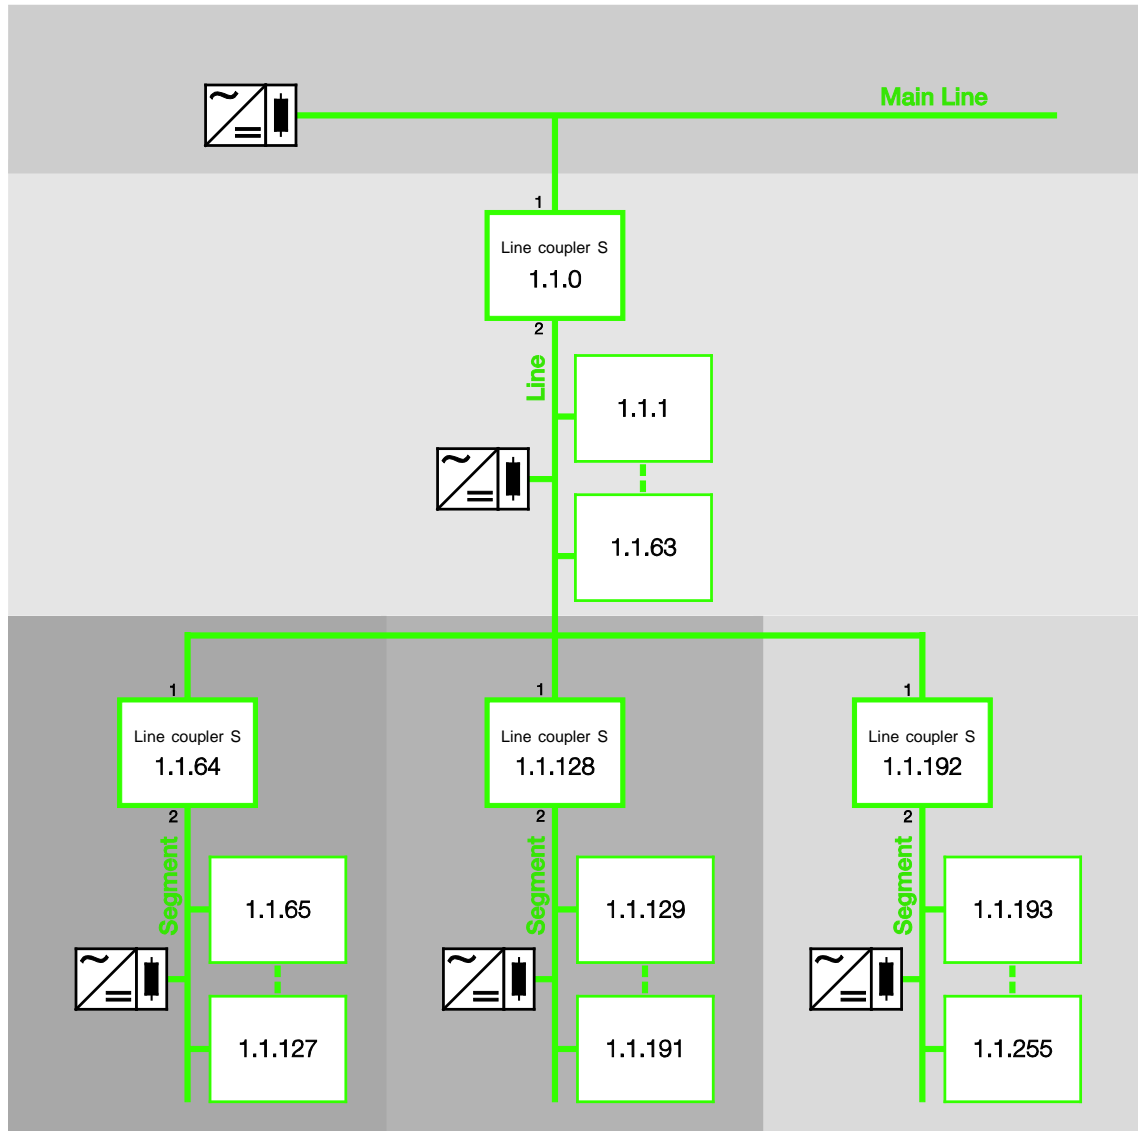 Main Line
1
Line coupler S
1.1.0
2
Line
1.1.1
1.1.63
1
Line coupler S
1.1.64
2
Segment
1.1.65
1.1.127
1
Line coupler S
1.1.128
2
Segment
1.1.129
1.1.191
1
Line coupler S
1.1.192
2
Segment
1.1.193
1.1.255